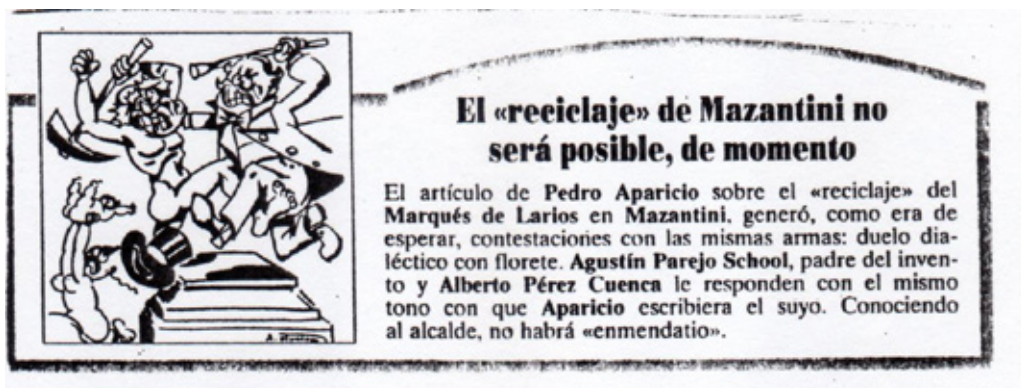 El «reciclaje» de Mazantini no
será posible, de momento
El artículo de Pedro Aparicio sobre el «reciclaje» del
Marqués de Larios en Mazantini, generó, como era de
esperar, contestaciones con las mismas armas: duelo dia-
léctico con florete. Agustín Parejo School, padre del inven-
to y Alberto Pérez Cuenca le responden con el mismo
tono con que Aparicio escribiera el suyo. Conociendo
al alcalde, no habrá «enmendatio».